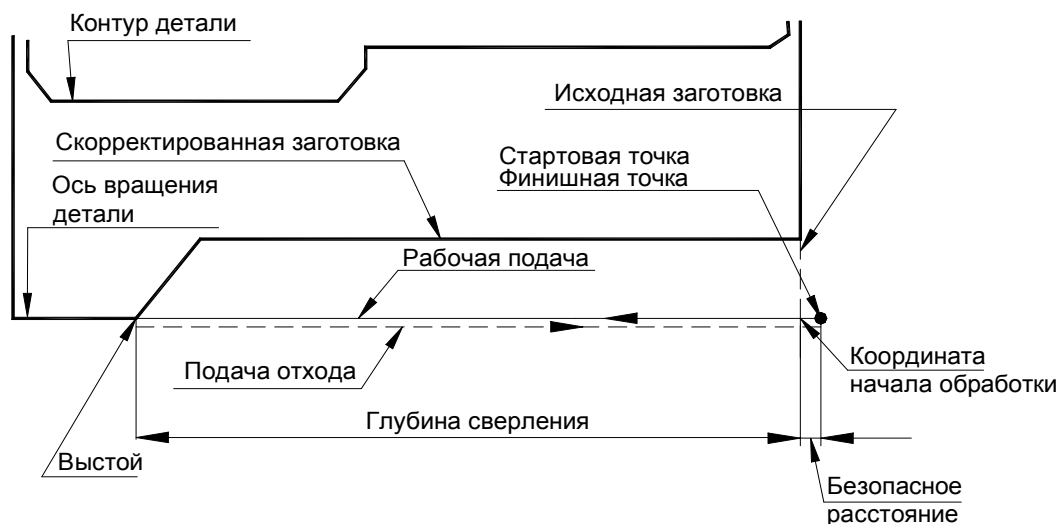 Контур детали
Исходная заготовка
Скорректированная заготовка
Стартовая точка
Финишная точка
Ось вращения
детали
Рабочая подача
Подача отхода
Координата
начала обработки
Глубина сверления
Выстой
Безопасное
расстояние